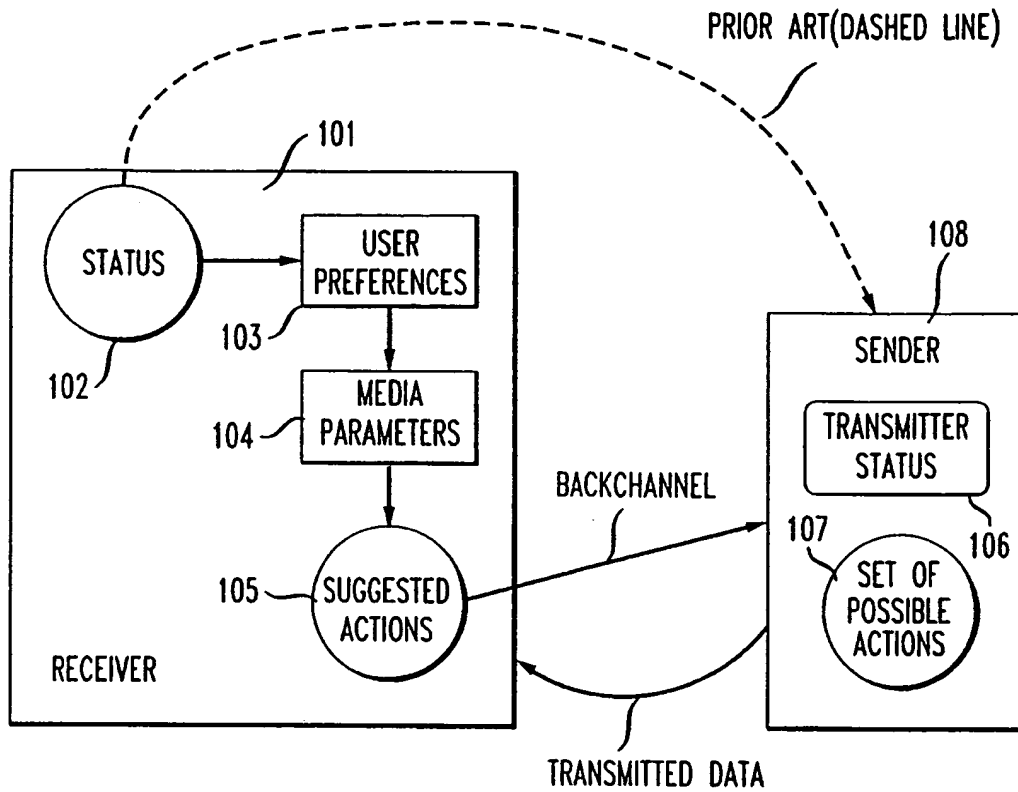 PRIOR ART(DASHED LINE)
101
STATUS
USER
PREFERENCES
103
102
MEDIA
PARAMETERS
104
105
SUGGESTED
ACTIONS
RECEIVER
BACKCHANNEL
TRANSMITTED DATA
108
SENDER
TRANSMITTER
STATUS
106
107
SET OF
POSSIBLE
ACTIONS